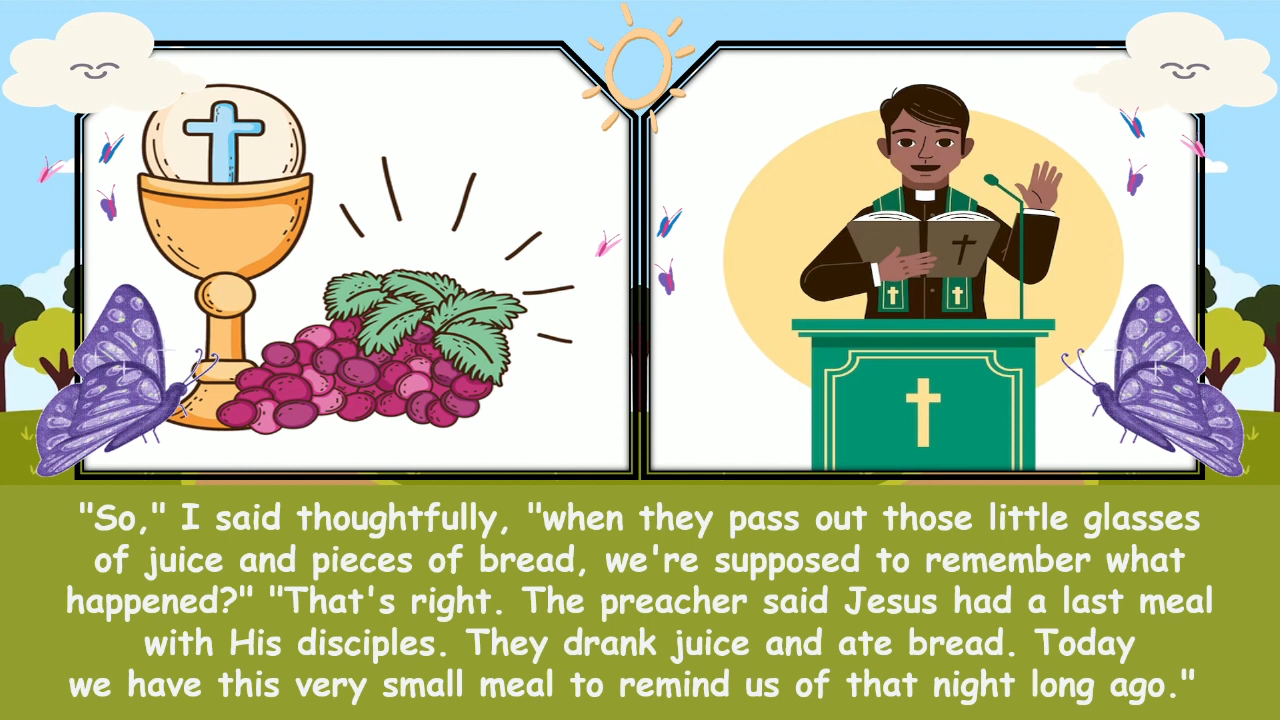 "So," I said thoughtfully, "when they pass out those little glasses
of juice and pieces of bread, we're supposed to remember what
happened?" "That's right. The preacher said Jesus had a last meal
with His disciples. They drank juice and ate bread. Today
we have this very small meal to remind us of that night long ago."